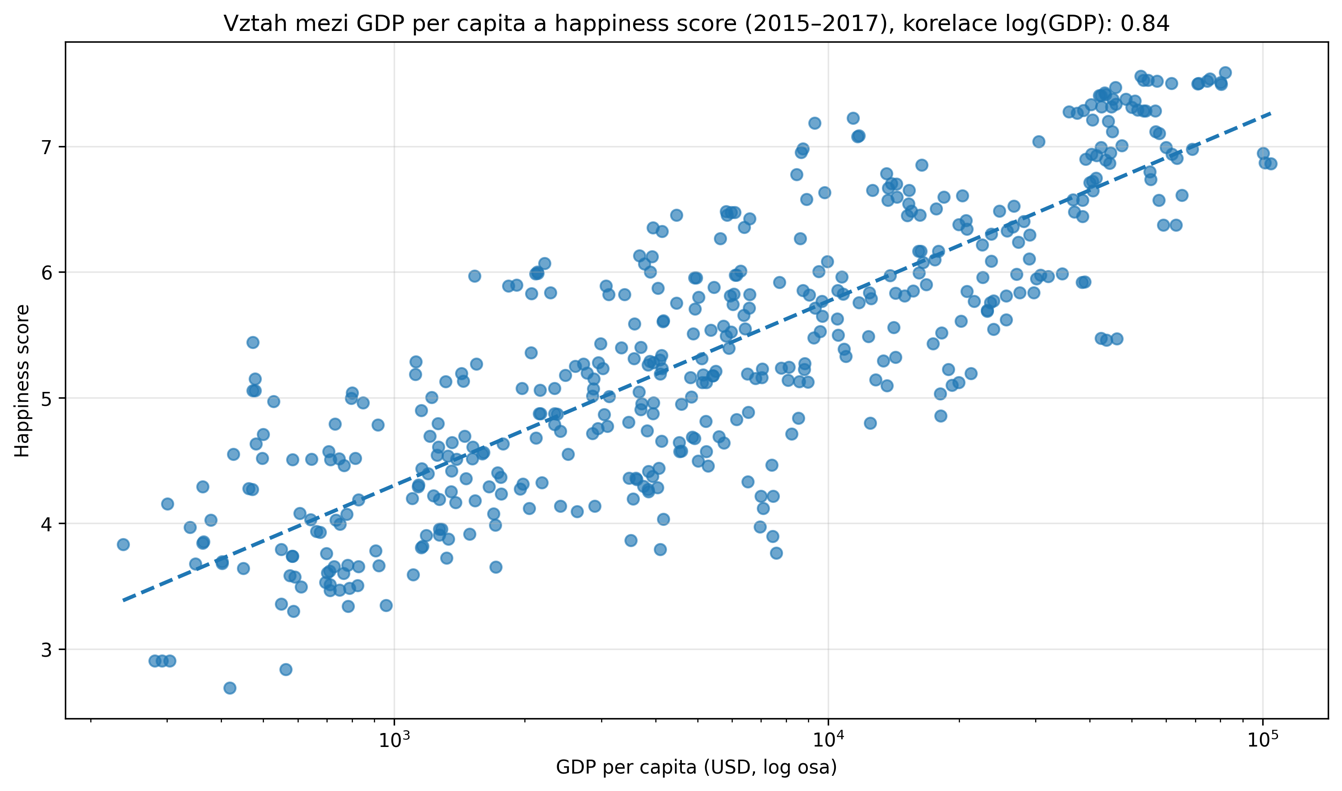 Vztah mezi GDP per capita a happiness score (2015–2017), korelace log(GDP): 0.84
Happiness score
7
6
5
4
3
10³
10⁴
10⁵
GDP per capita (USD, log osa)